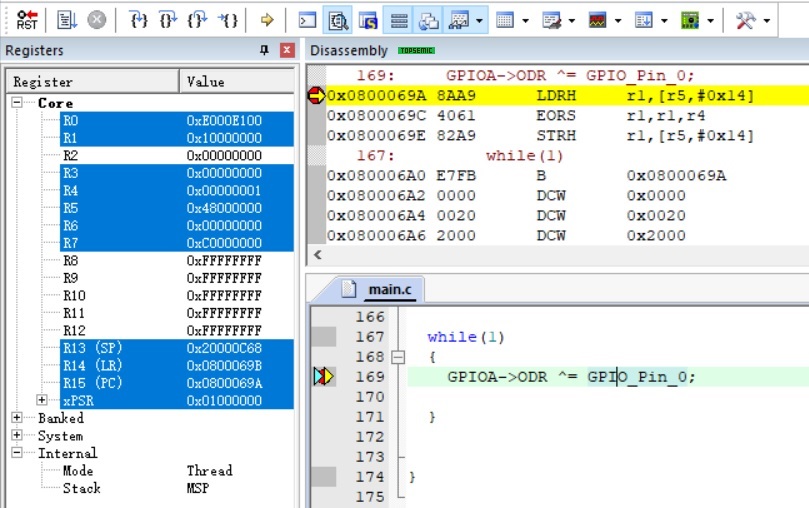 RST
Registers
Register Value
Core
R0 0xE000E100
R1 0x10000000
R2 0x00000000
R3 0x00000000
R4 0x00000001
R5 0x48000000
R6 0x00000000
R7 0xC0000000
R8 0xFFFFFFFF
R9 0xFFFFFFFF
R10 0xFFFFFFFF
R11 0xFFFFFFFF
R12 0xFFFFFFFF
R13 (SP) 0x20000C68
R14 (LR) 0x0800069B
R15 (PC) 0x0800069A
xPSR 0x01000000
Banked
System
Internal
Mode Thread
Stack MSP
Disassembly TOPSEMIC
169: GPIOA->ODR ^= GPIO_Pin_0;
0x0800069A 8AA9 LDRH r1,[r5,#0x14]
0x0800069C 4061 EORS r1,r1,r4
0x0800069E 82A9 STRH r1,[r5,#0x14]
167: while(1)
0x080006A0 E7FB B 0x0800069A
0x080006A2 0000 DCW 0x0000
0x080006A4 0020 DCW 0x0020
0x080006A6 2000 DCW 0x2000
main.c
166
167 while(1)
168 {
169 GPIOA->ODR ^= GPIO_Pin_0;
170
171 }
172
173
174 }
175